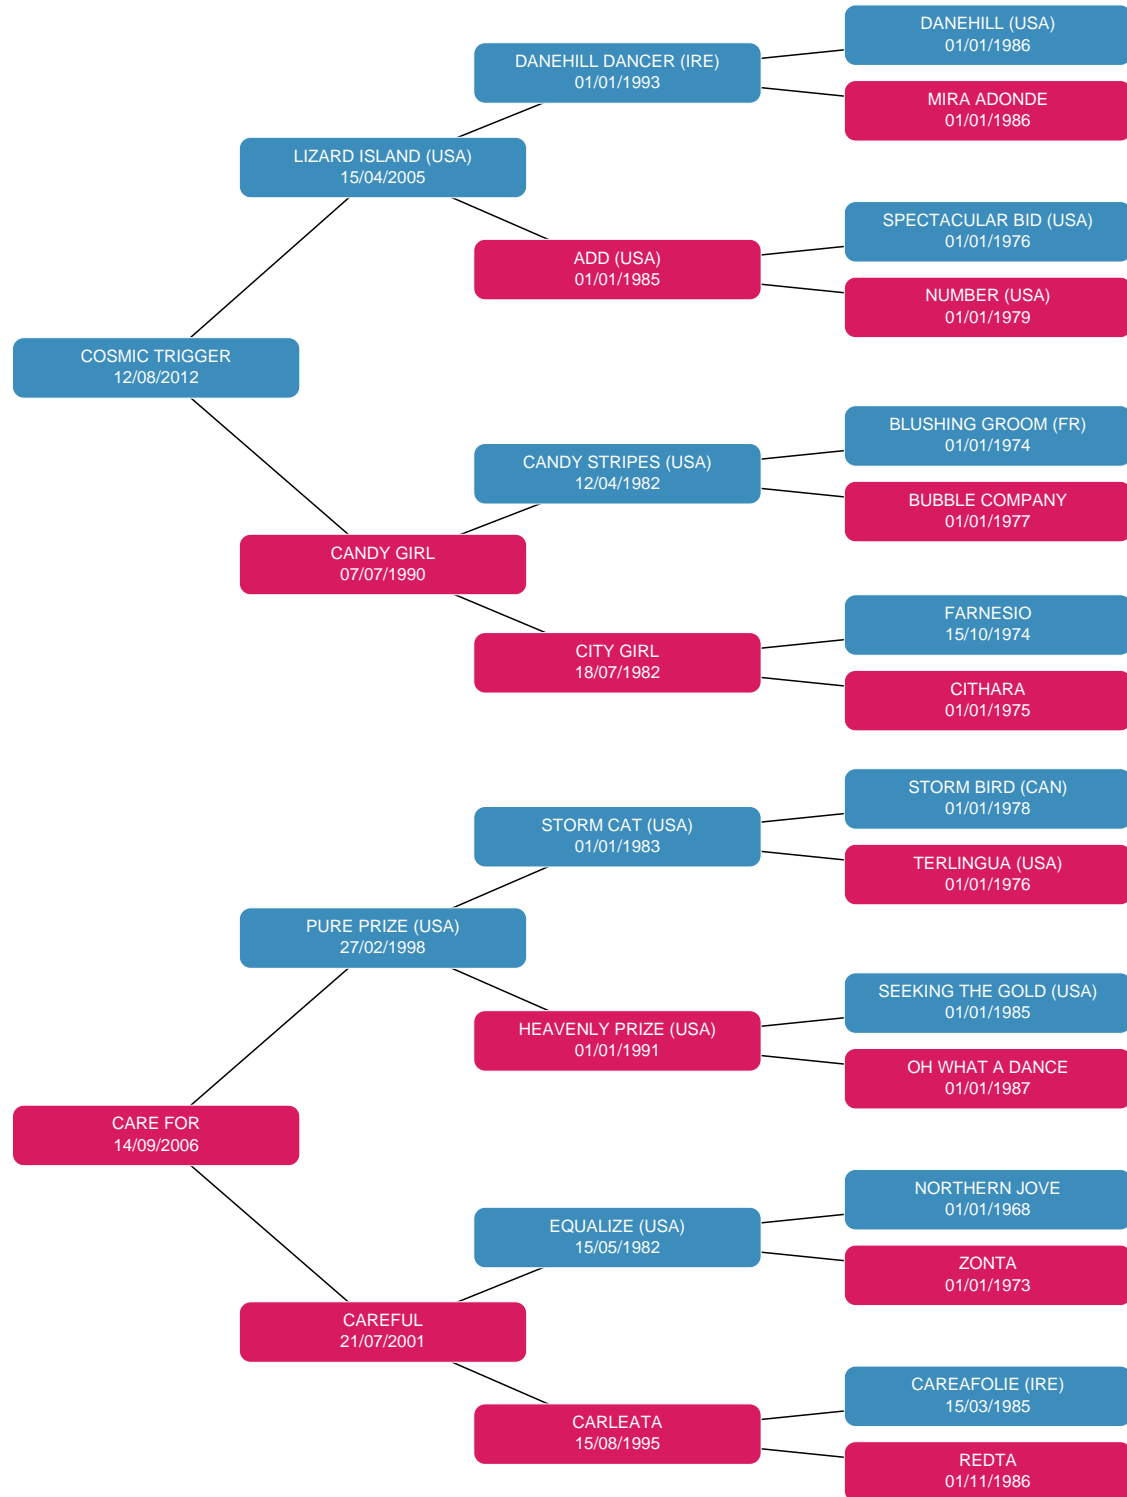 DANEHILL (USA)
01/01/1986
DANEHILL DANCER (IRE)
01/01/1993
MIRA ADONDE
01/01/1986
LIZARD ISLAND (USA)
15/04/2005
SPECTACULAR BID (USA)
01/01/1976
ADD (USA)
01/01/1985
NUMBER (USA)
01/01/1979
COSMIC TRIGGER
12/08/2012
BLUSHING GROOM (FR)
01/01/1974
CANDY STRIPES (USA)
12/04/1982
BUBBLE COMPANY
01/01/1977
CANDY GIRL
07/07/1990
FARNESIO
15/10/1974
CITY GIRL
18/07/1982
CITHARA
01/01/1975
STORM BIRD (CAN)
01/01/1978
STORM CAT (USA)
01/01/1983
TERLINGUA (USA)
01/01/1976
PURE PRIZE (USA)
27/02/1998
SEEKING THE GOLD (USA)
01/01/1985
HEAVENLY PRIZE (USA)
01/01/1991
OH WHAT A DANCE
01/01/1987
CARE FOR
14/09/2006
NORTHERN JOVE
01/01/1968
EQUALIZE (USA)
15/05/1982
ZONTA
01/01/1973
CAREFUL
21/07/2001
CAREAFOLIE (IRE)
15/03/1985
CARLEATA
15/08/1995
REDTA
01/11/1986